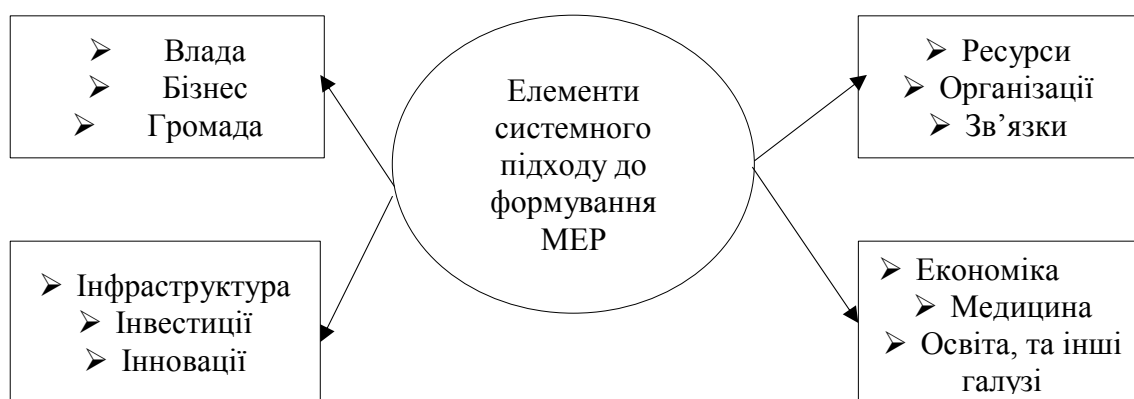 ➢ Влада
➢ Бізнес
➢ Громада
Елементи
системного
підходу до
формування
МЕР
➢ Ресурси
➢ Організації
➢ Зв’язки
➢ Інфраструктура
➢ Інвестиції
➢ Інновації
➢ Економіка
➢ Медицина
➢ Освіта, та інші
галузі